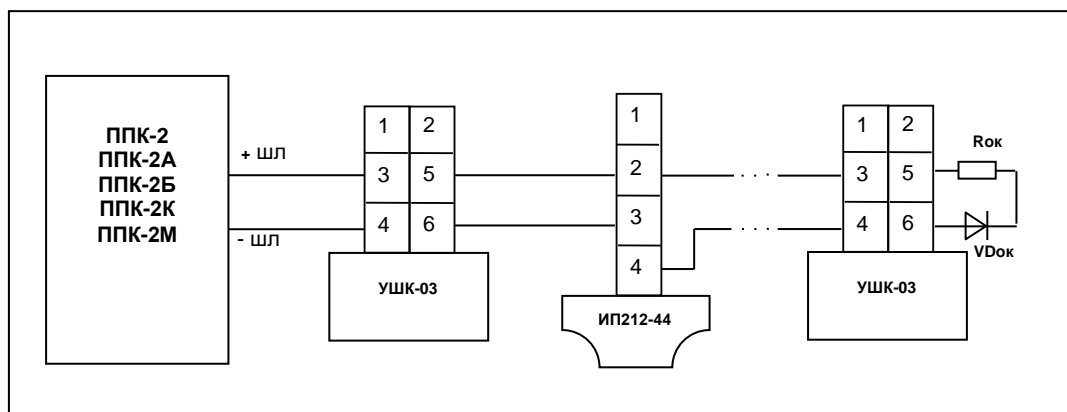 ППК-2
ППК-2А
ППК-2Б
ППК-2К
ППК-2М
+ ШЛ
- ШЛ
1 2
3 5
4 6
УШК-03
1
2
3
4
ИП212-44
. . .
. . .
1 2
3 5
4 6
УШК-03
Rок
VDок